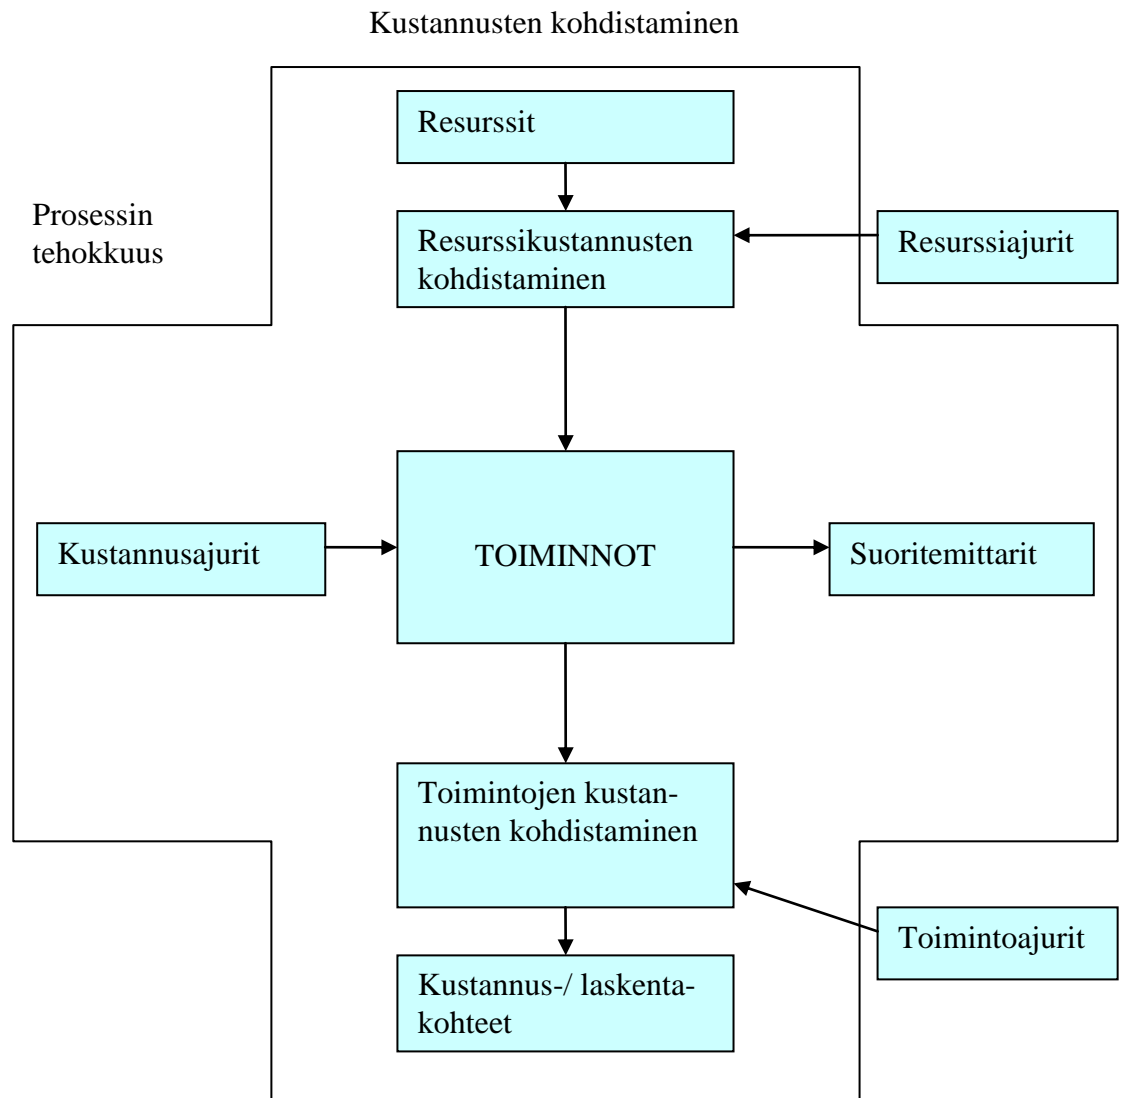 Kustannusten kohdistaminen
Resurssit
Prosessin
tehokkuus
Resurssikustannusten
kohdistaminen
Resurssiajurit
Kustannusajurit
TOIMINNOT
Suoritemittarit
Toimintojen kustan-
nusten kohdistaminen
Toimintoajurit
Kustannus-/ laskenta-
kohteet